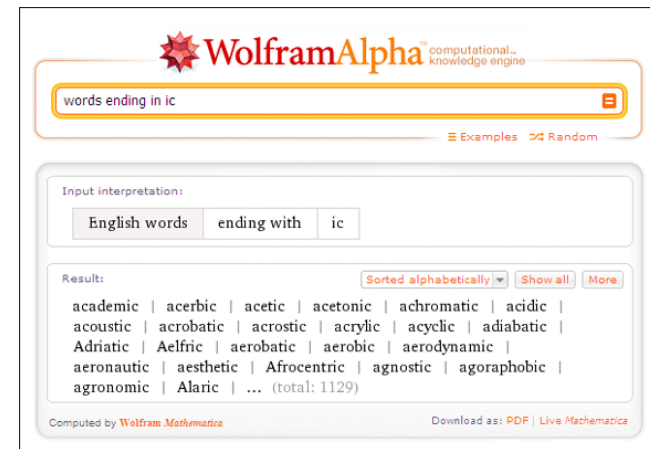 WolframAlpha™ computational... knowledge engine
words ending in ic
Examples Random
Input interpretation:
English words ending with ic
Result: Sorted alphabetically Show all More
academic | acerbic | acetic | acetonic | achromatic | acidic |
acoustic | acrobatic | acrostic | acrylic | acyclic | adiabatic |
Adriatic | Aelfric | aerobatic | aerobic | aerodynamic |
aeronautic | aesthetic | Afrocentric | agnostic | agoraphobic |
agronomic | Alaric | ... (total: 1129)
Computed by Wolfram Mathematica Download as: PDF | Live Mathematica